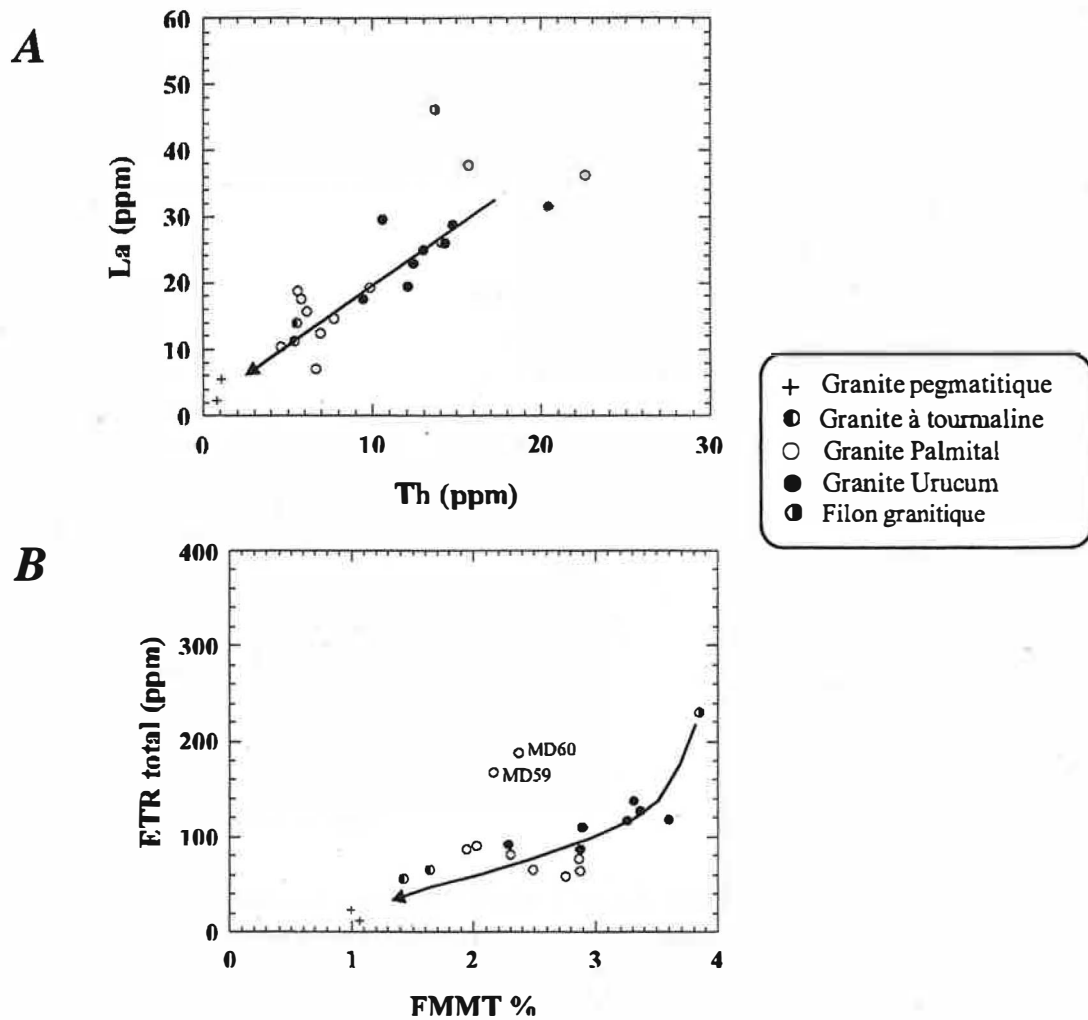 A
60
50
40
30
20
10
0
La (ppm)
0 10 20 30
Th (ppm)
Granite pegmatitique
Granite à tourmaline
Granite Palmital
Granite Urucum
Filon granitique
B
400
300
200
100
0
ETR total (ppm)
MD60
MD59
0 1 2 3 4
FMMT %